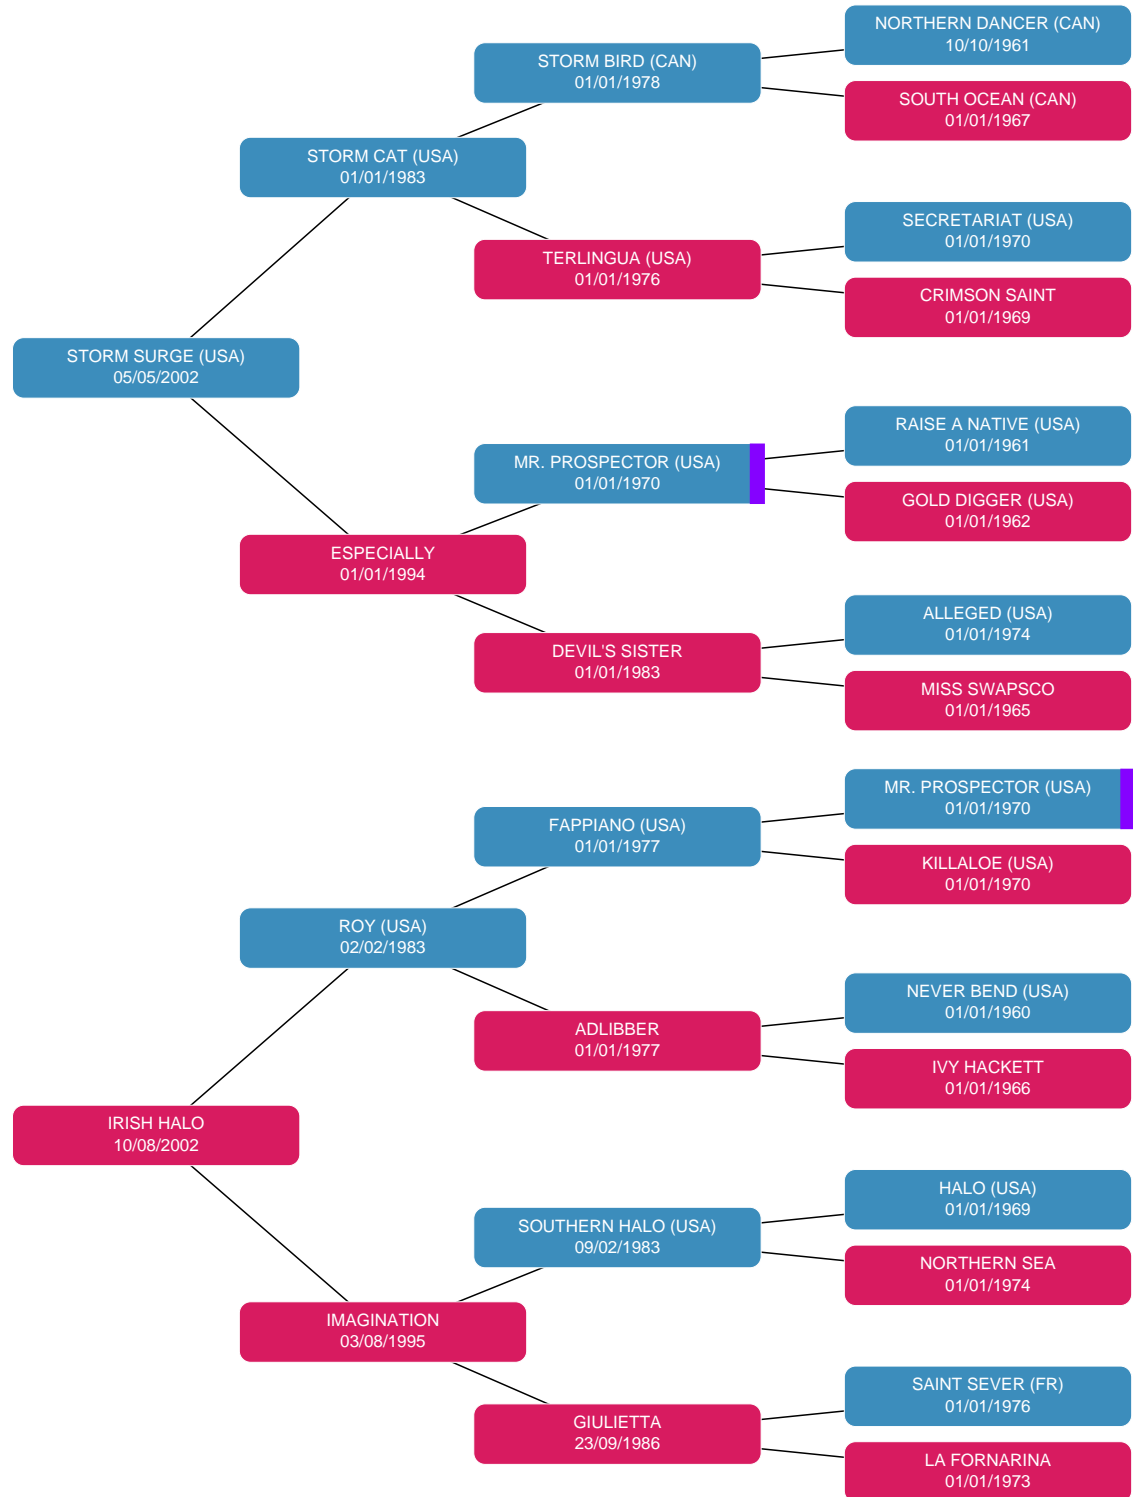 NORTHERN DANCER (CAN)
10/10/1961
STORM BIRD (CAN)
01/01/1978
SOUTH OCEAN (CAN)
01/01/1967
STORM CAT (USA)
01/01/1983
SECRETARIAT (USA)
01/01/1970
TERLINGUA (USA)
01/01/1976
CRIMSON SAINT
01/01/1969
STORM SURGE (USA)
05/05/2002
RAISE A NATIVE (USA)
01/01/1961
MR. PROSPECTOR (USA)
01/01/1970
GOLD DIGGER (USA)
01/01/1962
ESPECIALLY
01/01/1994
ALLEGED (USA)
01/01/1974
DEVIL'S SISTER
01/01/1983
MISS SWAPSCO
01/01/1965
MR. PROSPECTOR (USA)
01/01/1970
FAPPIANO (USA)
01/01/1977
KILLALOE (USA)
01/01/1970
ROY (USA)
02/02/1983
NEVER BEND (USA)
01/01/1960
ADLIBBER
01/01/1977
IVY HACKETT
01/01/1966
IRISH HALO
10/08/2002
HALO (USA)
01/01/1969
SOUTHERN HALO (USA)
09/02/1983
NORTHERN SEA
01/01/1974
IMAGINATION
03/08/1995
SAINT SEVER (FR)
01/01/1976
GIULIETTA
23/09/1986
LA FORNARINA
01/01/1973